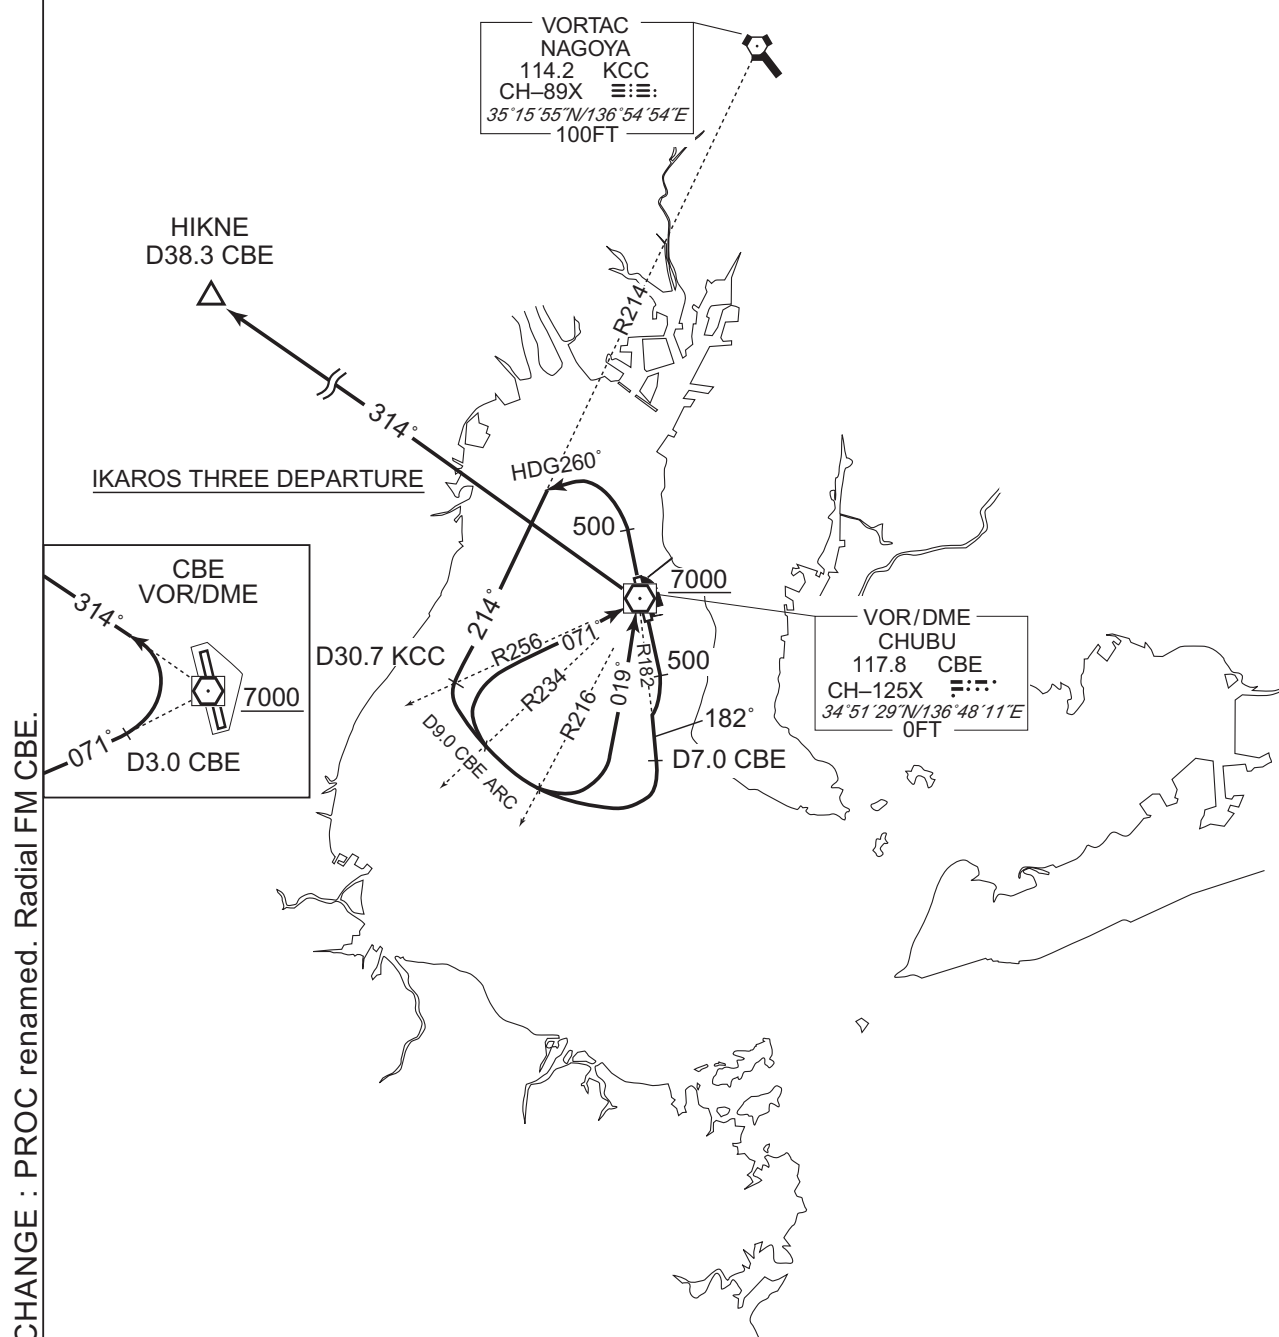 VORTAC
NAGOYA
114.2 KCC
CH–89X
35°15′55″N/136°54′54″E
100FT
HIKNE
D38.3 CBE
R214
314°
HDG260°
IKAROS THREE DEPARTURE
500
CBE
VOR/DME
314°
7000
071°
D3.0 CBE
7000
VOR/DME
CHUBU
117.8 CBE
CH–125X
34°51′29″N/136°48′11″E
0FT
214°
D30.7 KCC
R256 071°
R234
R216
019°
R182
500
182°
D7.0 CBE
D9.0 CBE ARC
CHANGE : PROC renamed. Radial FM CBE.